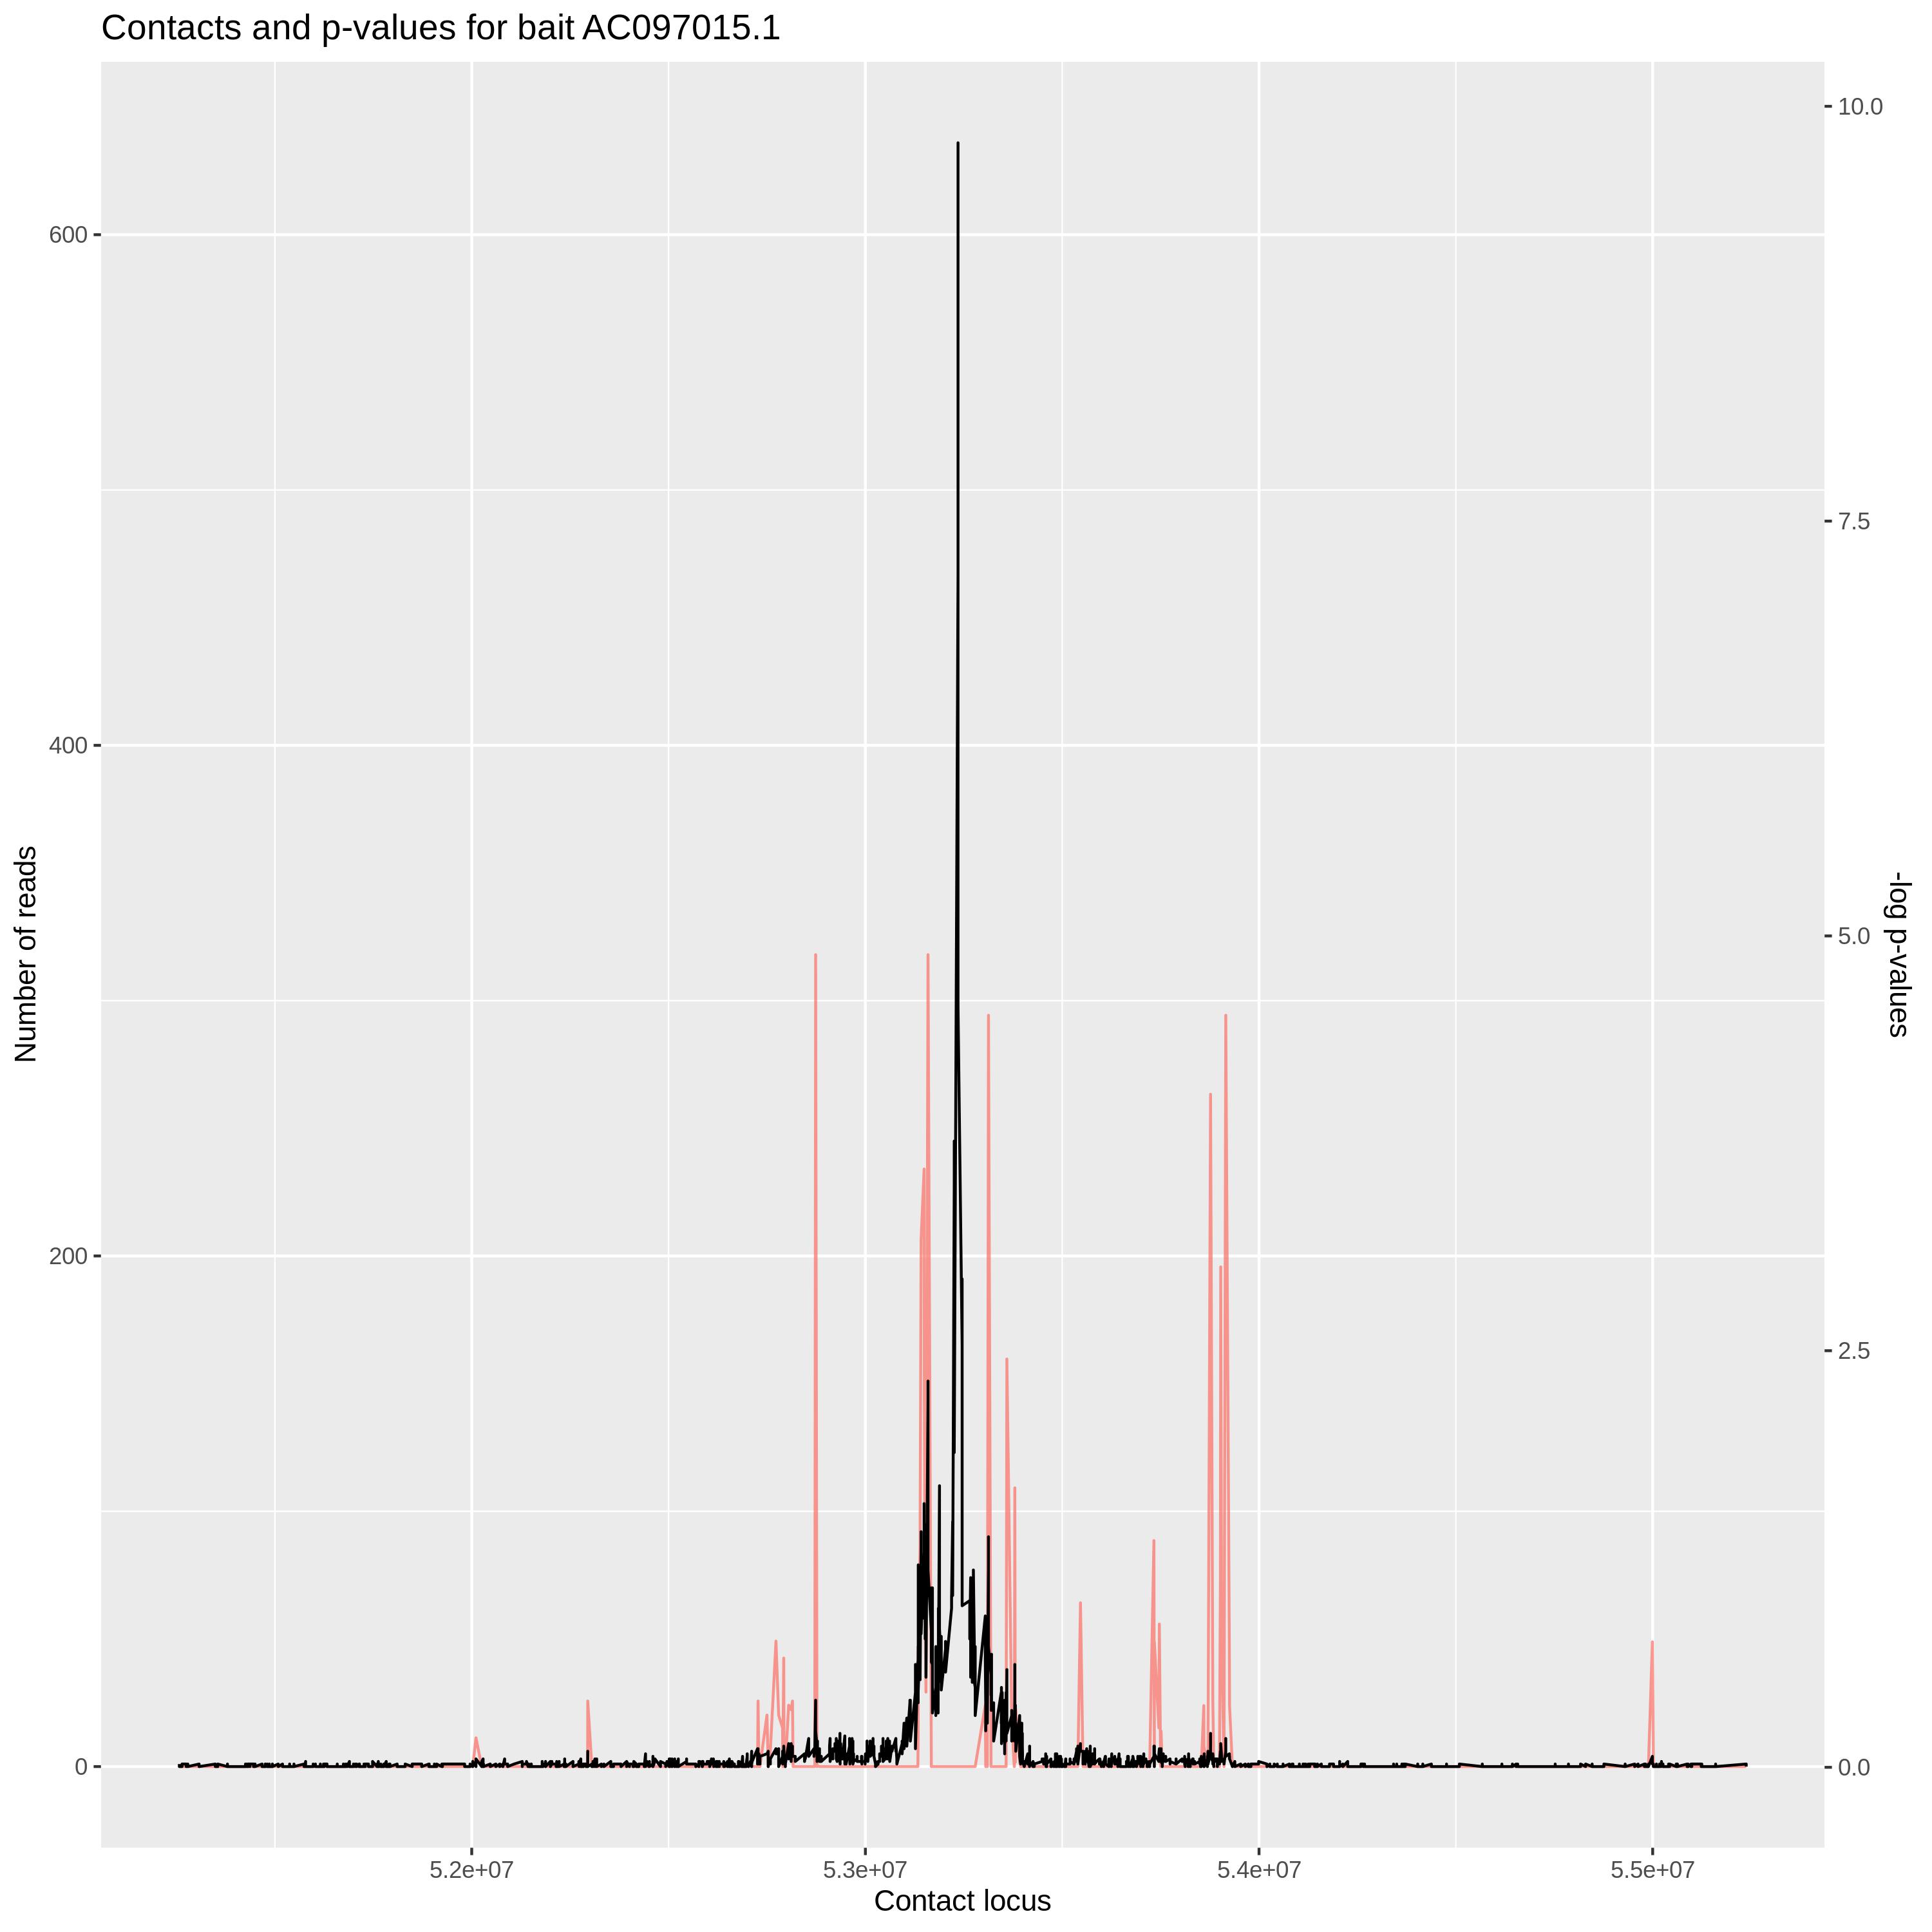 Contacts and p-values for bait AC097015.1
10.0
600
7.5
400
5.0
Number of reads
-log p-values
200
2.5
0
0.0
5.2e+07 5.3e+07 5.4e+07 5.5e+07
Contact locus